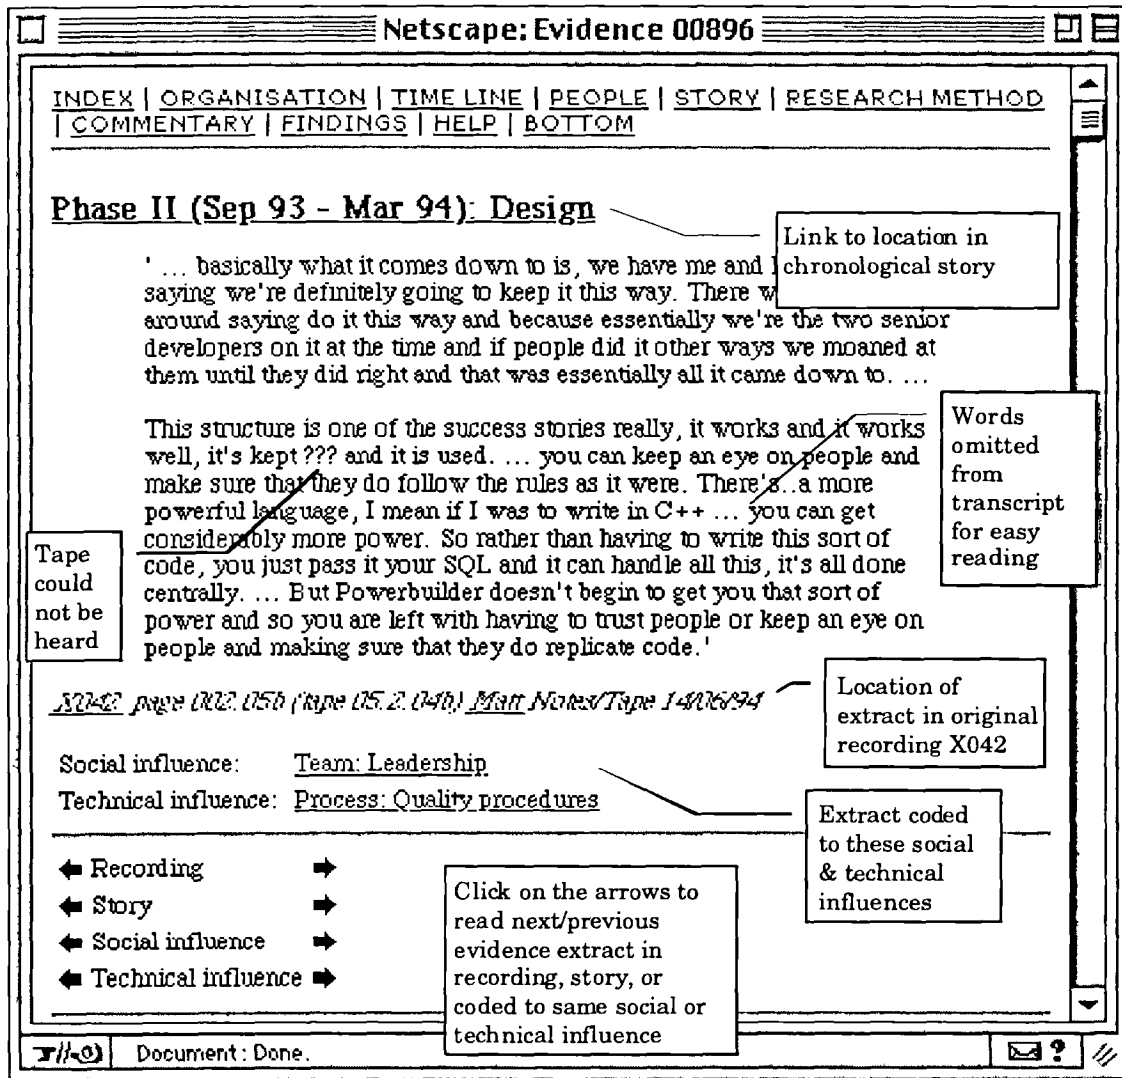 Netscape: Evidence 00896
INDEX | ORGANISATION | TIME LINE | PEOPLE | STORY | RESEARCH METHOD
| COMMENTARY | FINDINGS | HELP | BOTTOM
Phase II (Sep 93 - Mar 94): Design
Link to location in
chronological story
' ... basically what it comes down to is, we have me and
saying we're definitely going to keep it this way. There
around saying do it this way and because essentially we're the two senior
developers on it at the time and if people did it other ways we moaned at
them until they did right and that was essentially all it came down to. ...
Words
omitted
from
transcript
for easy
reading
This structure is one of the success stories really, it works and it works
well, it's kept ??? and it is used. ... you can keep an eye on people and
make sure that they do follow the rules as it were. There's..a more
powerful language, I mean if I was to write in C++ ... you can get
considerably more power. So rather than having to write this sort of
code, you just pass it your SQL and it can handle all this, it's all done
centrally. ... But Powerbuilder doesn't begin to get you that sort of
power and so you are left with having to trust people or keep an eye on
people and making sure that they do replicate code.'
Tape
could
not be
heard
X042 page 002.05b (tape 05.2.04b) Matt Notes/Tape
Location of
extract in original
recording X042
Social influence: Team: Leadership
Technical influence: Process: Quality procedures
Extract coded
to these social
& technical
influences
Recording
Story
Social influence
Technical influence
Click on the arrows to
read next/previous
evidence extract in
recording, story, or
coded to same social or
technical influence
Document: Done.
?